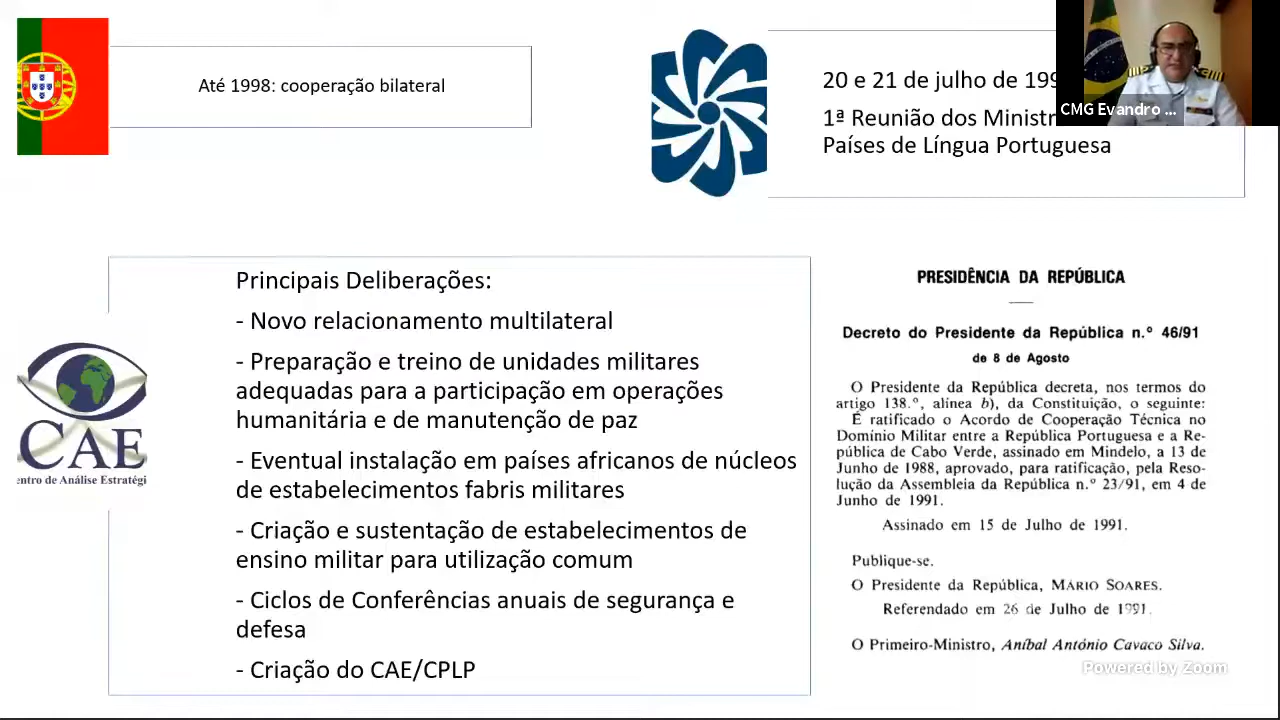 Até 1998: cooperação bilateral
20 e 21 de julho de
1ª Reunião dos
Países de Língua Portuguesa
CMG Evandro ...
Principais Deliberações:
- Novo relacionamento multilateral
- Preparação e treino de unidades militares
adequadas para a participação em operações
humanitária e de manutenção de paz
- Eventual instalação em países africanos de núcleos
de estabelecimentos fabris militares
- Criação e sustentação de estabelecimentos de
ensino militar para utilização comum
- Ciclos de Conferências anuais de segurança e
defesa
- Criação do CAE/CPLP
CAE
de Análise
PRESIDÊNCIA DA REPÚBLICA
Decreto do Presidente da República n.º 46/91
de 8 de Agosto
O Presidente da República decreta, nos termos do
artigo 138.º, alínea b), da Constituição, o seguinte:
É ratificado o Acordo de Cooperação Técnica no
Domínio Militar entre a República Portuguesa e a Re-
pública de Cabo Verde, assinado em Mindelo, a 13 de
Junho de 1988, aprovado, para ratificação, pela Reso-
lução da Assembleia da República n.º 23/91, em 4 de
Junho de 1991.
Assinado em 15 de Julho de 1991.
Publique-se.
O Presidente da República, MÁRIO SOARES.
Referendado em 26 de Julho de 1991.
O Primeiro-Ministro, Aníbal António Cavaco Silva.
Powered by Zoom